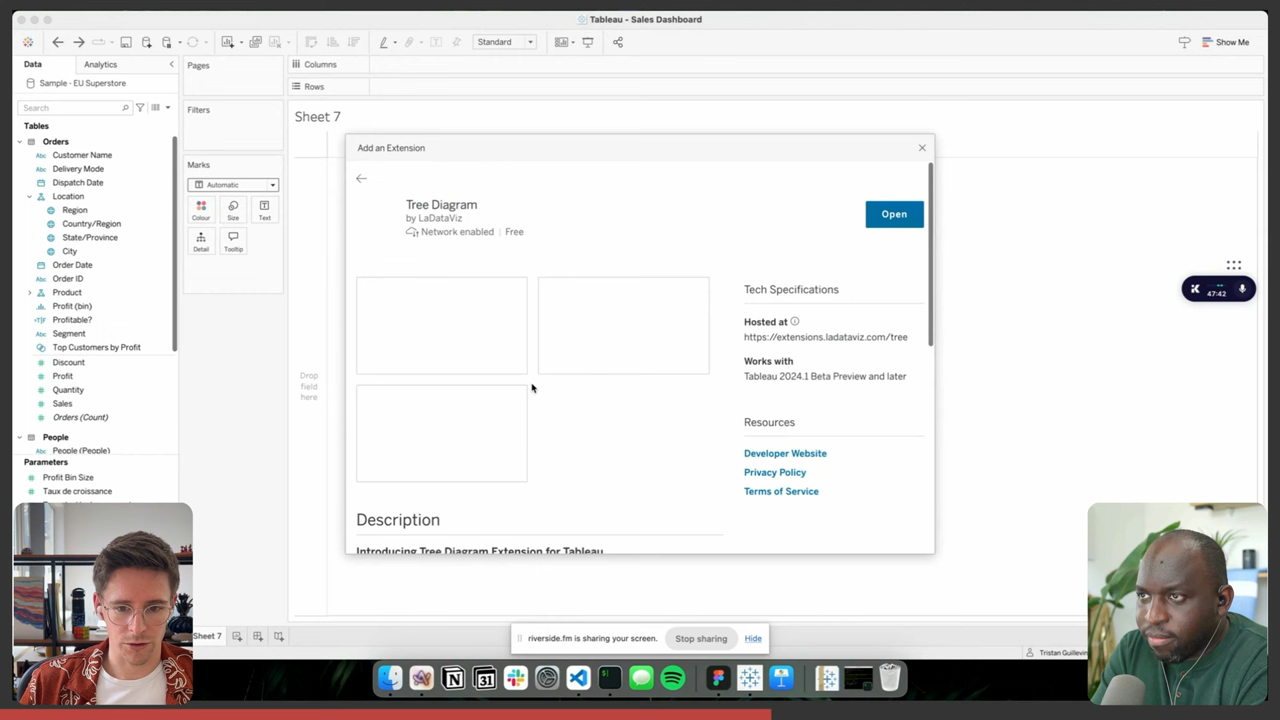 Tableau - Sales Dashboard
Standard
Show Me
Data
Analytics
Pages
Columns
Sample - EU Superstore
Rows
Search
Filters
Sheet 7
Tables
Orders
Customer Name
Delivery Mode
Dispatch Date
Location
Region
Country/Region
State/Province
City
Order Date
Order ID
Product
Profit (bin)
Profitable?
Segment
Top Customers by Profit
Discount
Profit
Quantity
Sales
Orders (Count)
People
People (People)
Parameters
Profit Bin Size
Taux de croissance
Marks
Automatic
Colour
Size
Text
Detail
Tooltip
Drop
field
here
Add an Extension
Tree Diagram
by LaDataViz
Network enabled | Free
Open
Tech Specifications
Hosted at
https://extensions.ladataviz.com/tree
Works with
Tableau 2024.1 Beta Preview and later
Resources
Developer Website
Privacy Policy
Terms of Service
Description
Introducing Tree Diagram Extension for Tableau
47:42
Sheet 7
riverside.fm is sharing your screen.
Stop sharing
Hide